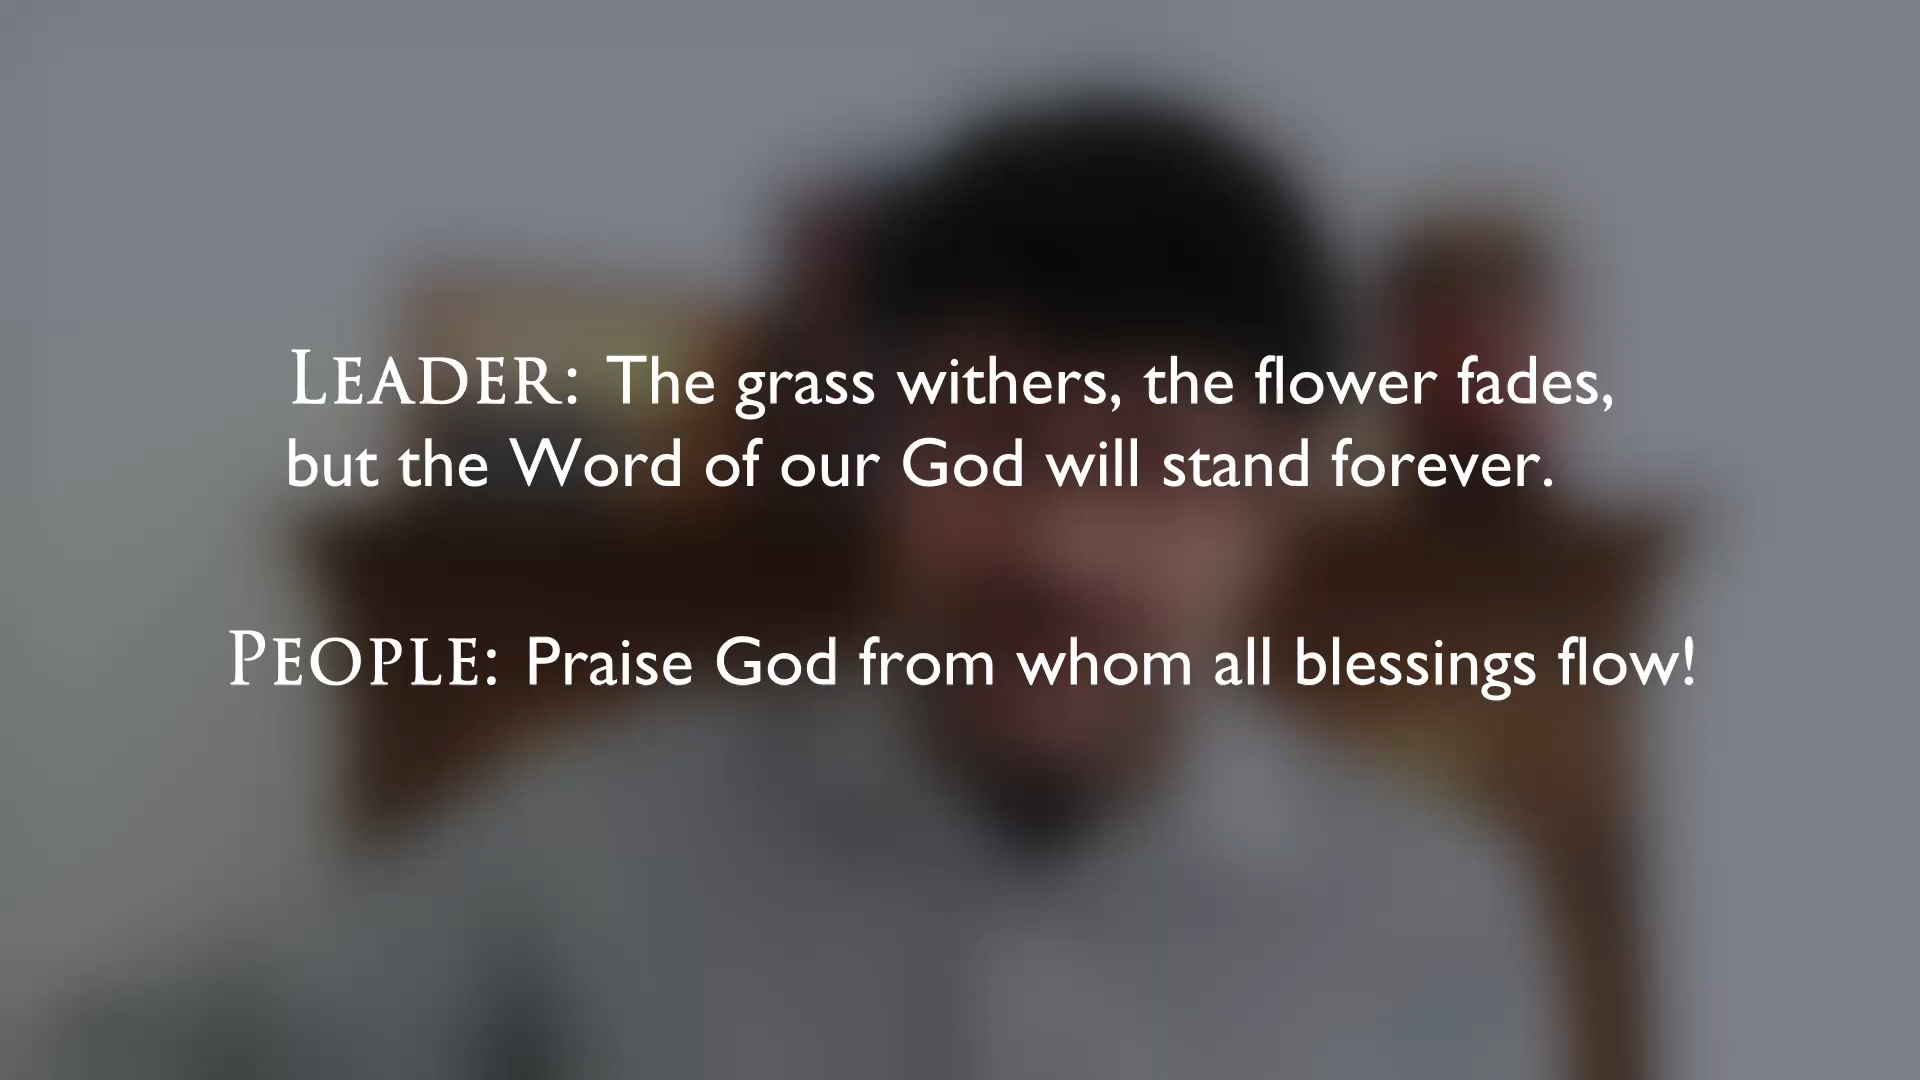 LEADER: The grass withers, the flower fades,
but the Word of our God will stand forever.
PEOPLE: Praise God from whom all blessings flow!